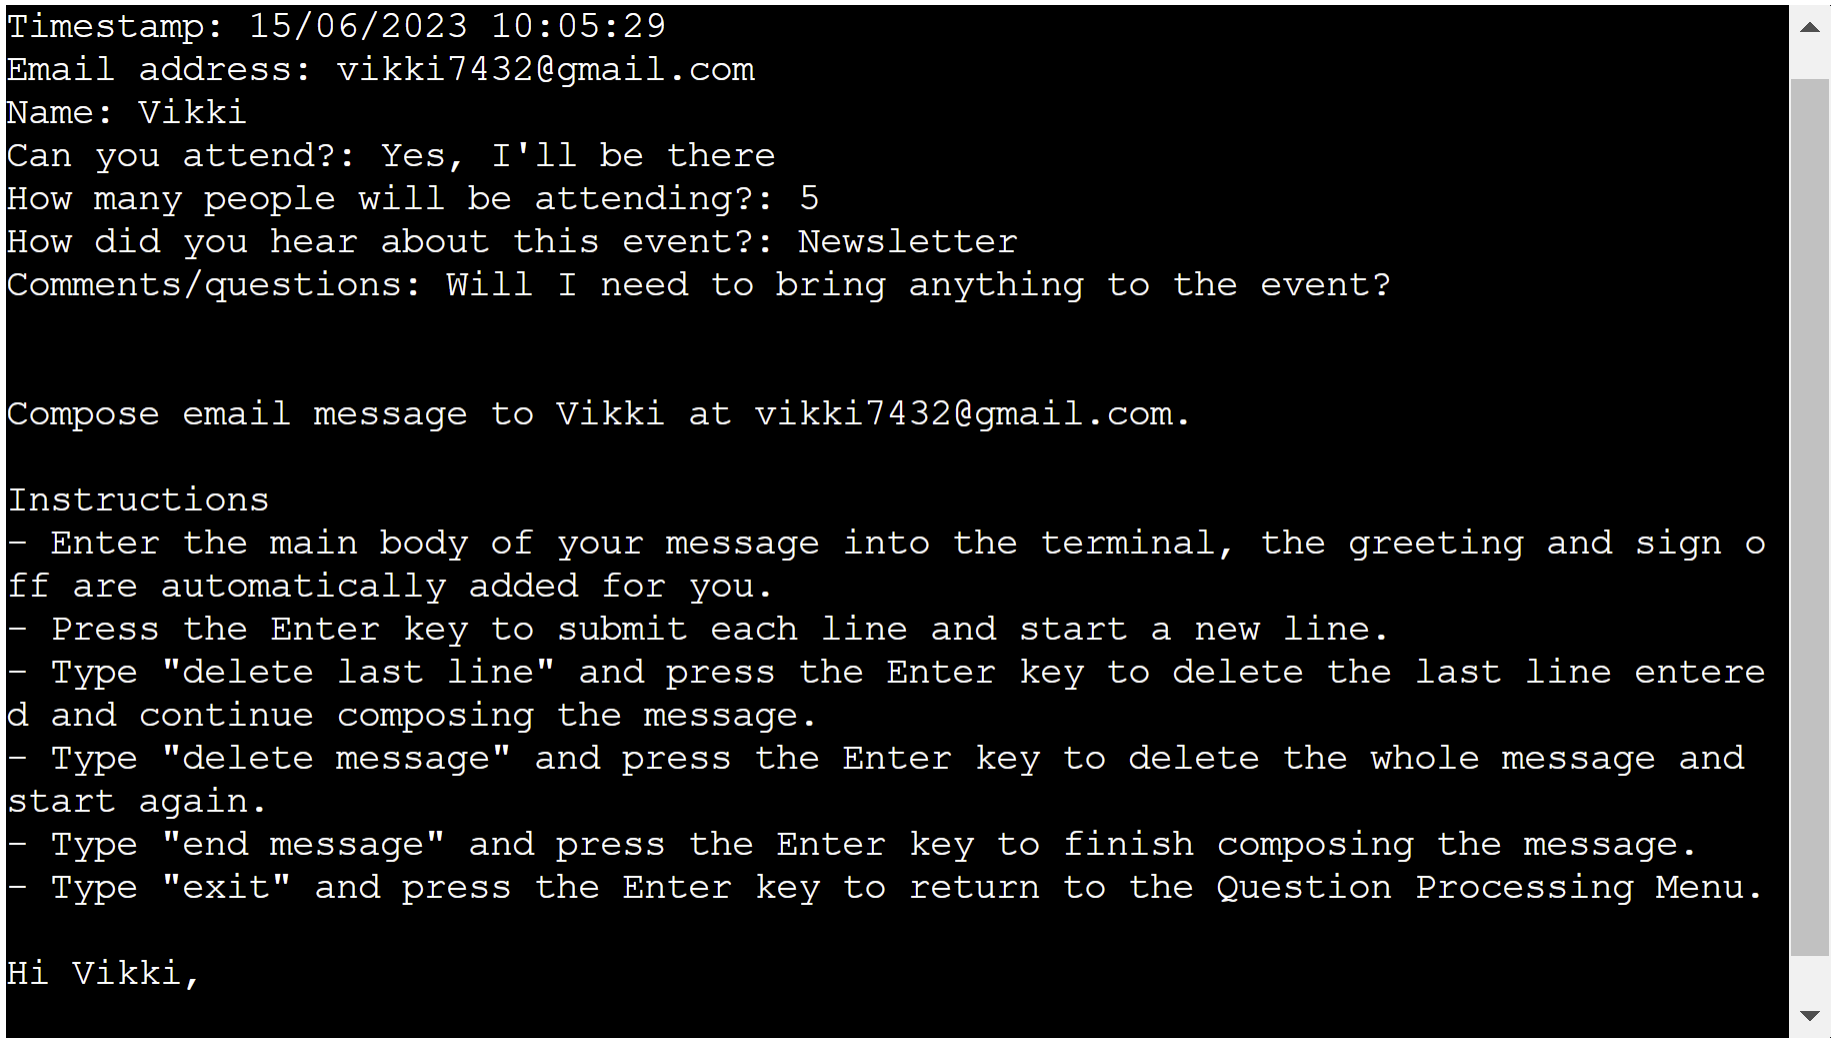 Timestamp: 15/06/2023 10:05:29
Email address: vikki7432@gmail.com
Name: Vikki
Can you attend?: Yes, I'll be there
How many people will be attending?: 5
How did you hear about this event?: Newsletter
Comments/questions: Will I need to bring anything to the event?
Compose email message to Vikki at vikki7432@gmail.com.
Instructions
- Enter the main body of your message into the terminal, the greeting and sign o
ff are automatically added for you.
- Press the Enter key to submit each line and start a new line.
- Type "delete last line" and press the Enter key to delete the last line entere
d and continue composing the message.
- Type "delete message" and press the Enter key to delete the whole message and
start again.
- Type "end message" and press the Enter key to finish composing the message.
- Type "exit" and press the Enter key to return to the Question Processing Menu.
Hi Vikki,